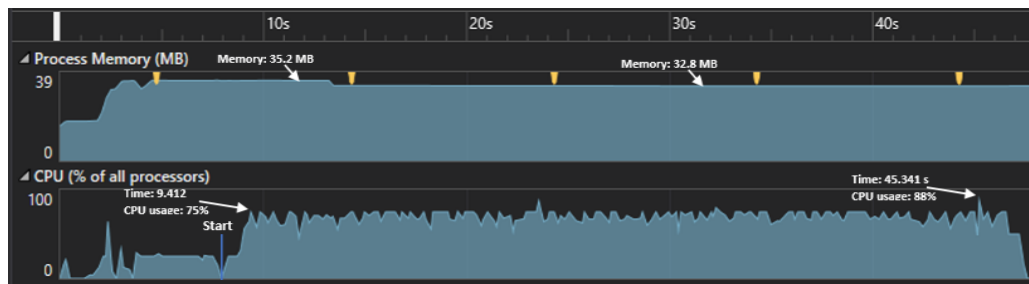 10s 20s 30s 40s
Process Memory (MB)
Memory: 35.2 MB
Memory: 32.8 MB
39
0
CPU (% of all processors)
100
Time: 9.412
CPU usage: 75%
Time: 45.341 s
CPU usage: 88%
Start
0